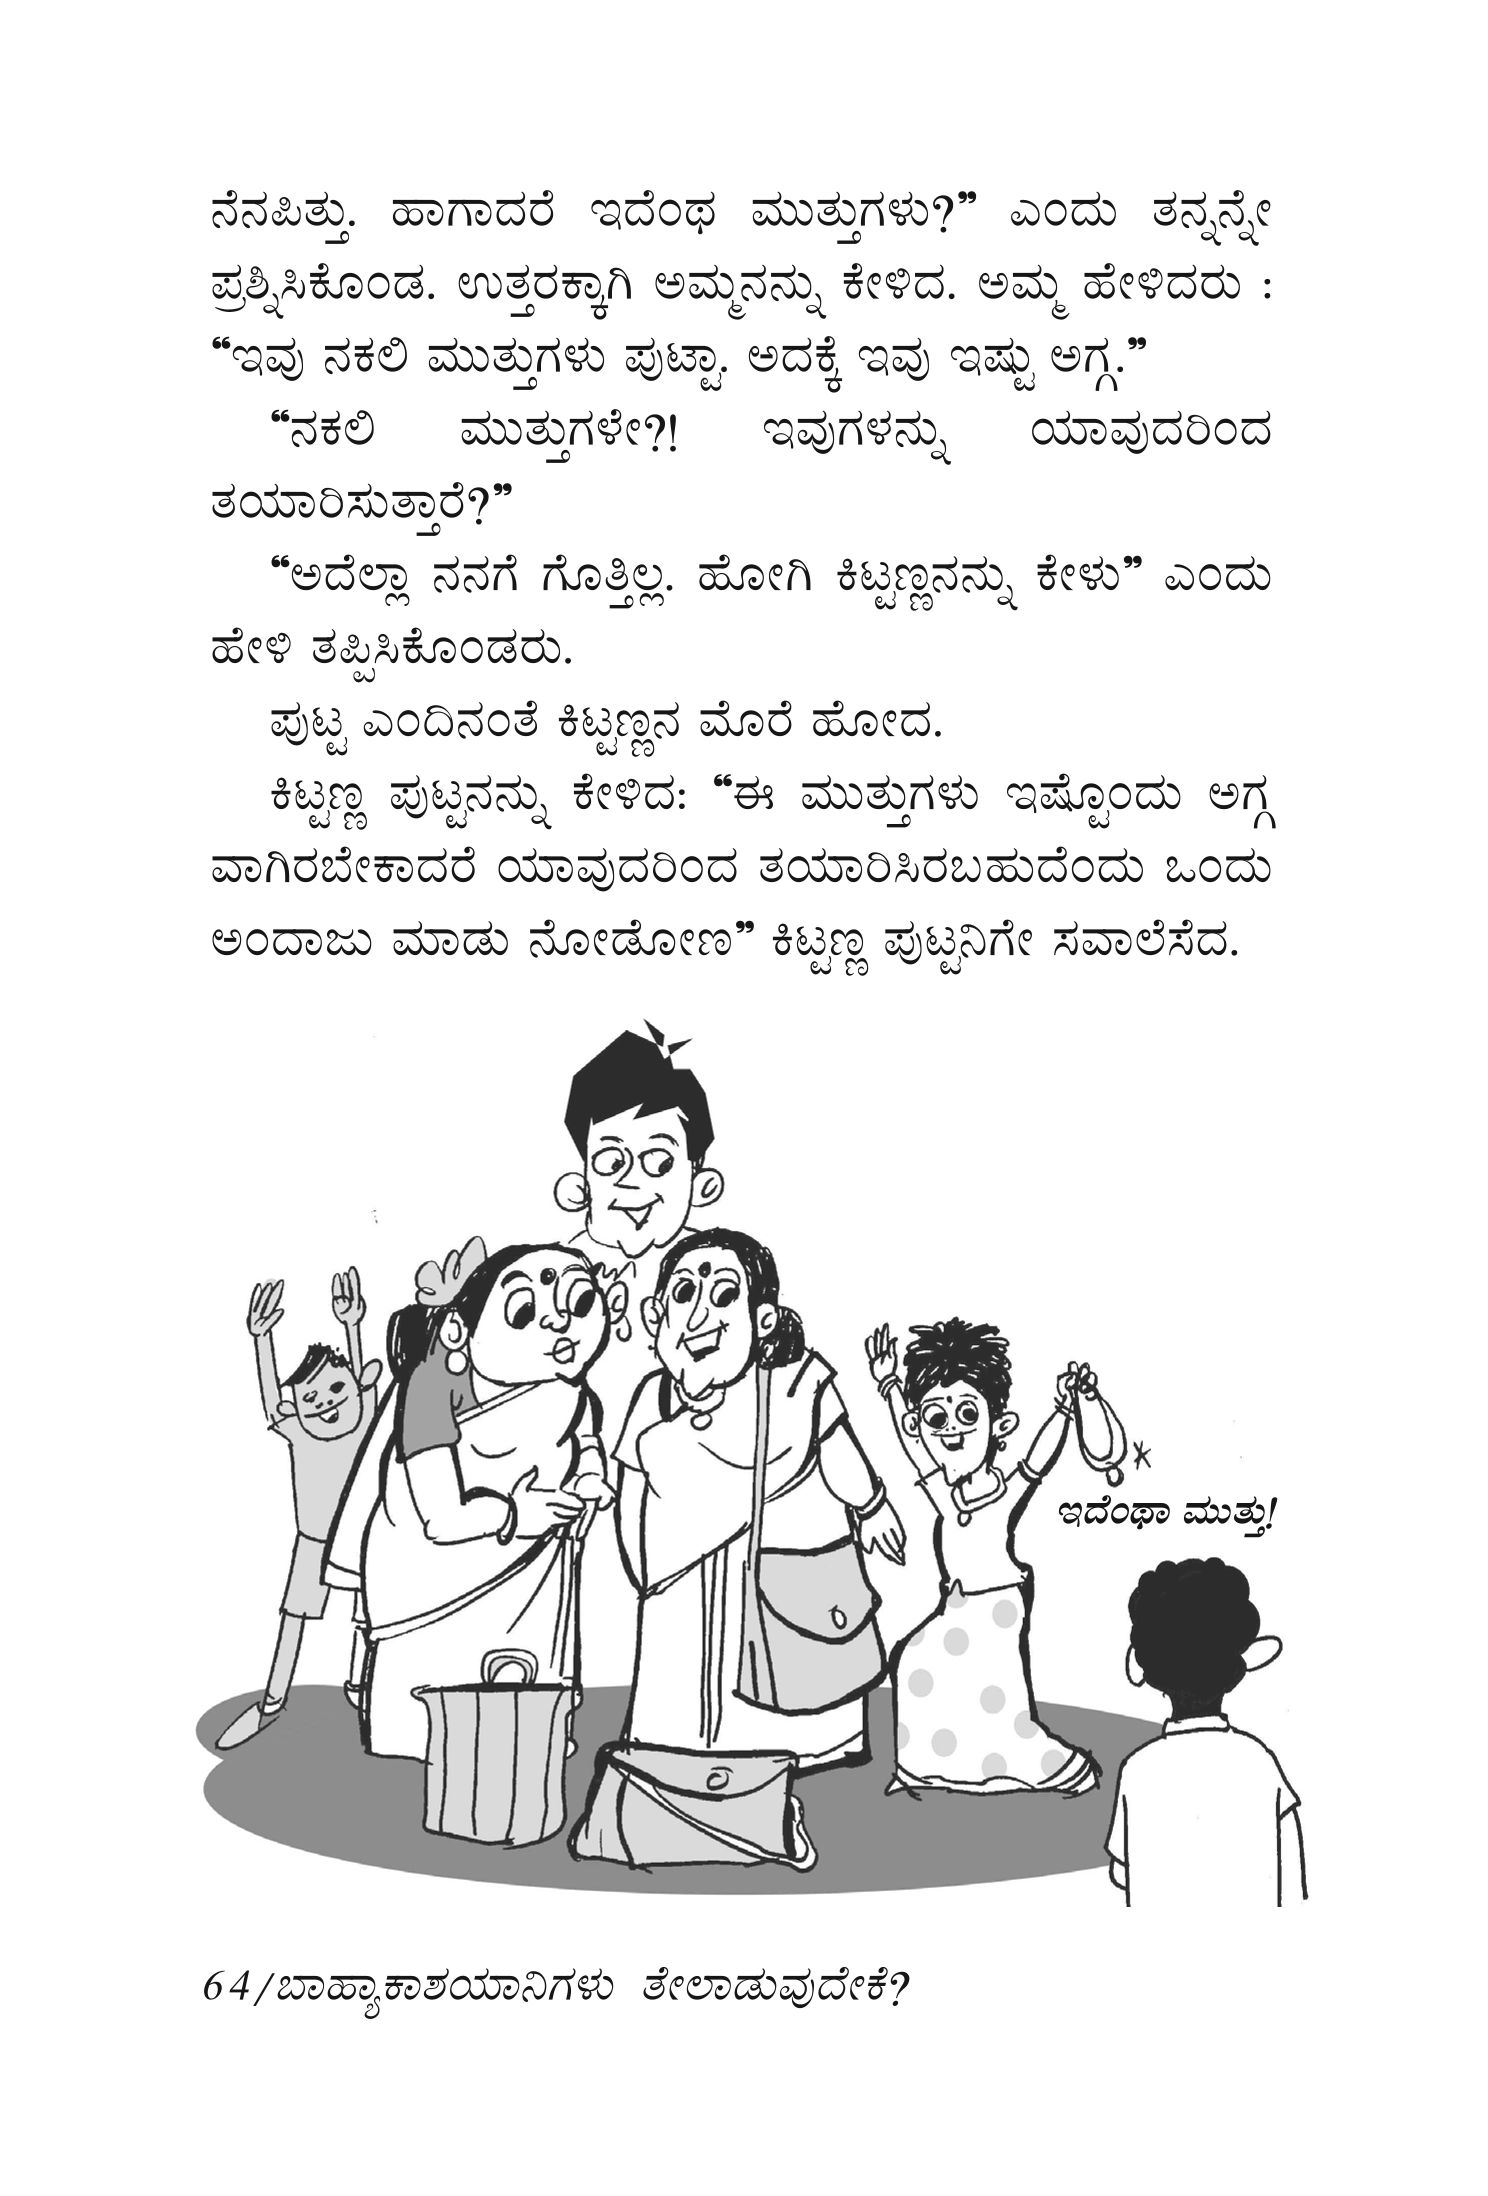 ನೆನಪಿತ್ತು. ಹಾಗಾದರೆ ಇದೆಂಥ ಮುತ್ತುಗಳು?” ಎಂದು ತನ್ನನ್ನೇ
ಪ್ರಶ್ನಿಸಿಕೊಂಡ. ಉತ್ತರಕ್ಕಾಗಿ ಅಮ್ಮನನ್ನು ಕೇಳಿದ. ಅಮ್ಮ ಹೇಳಿದರು :
“ಇವು ನಕಲಿ ಮುತ್ತುಗಳು ಪುಟ್ಟಾ. ಅದಕ್ಕೆ ಇವು ಇಷ್ಟು ಅಗ್ಗ.”
“ನಕಲಿ ಮುತ್ತುಗಳೇ?! ಇವುಗಳನ್ನು ಯಾವುದರಿಂದ
ತಯಾರಿಸುತ್ತಾರೆ?”
“ಅದೆಲ್ಲಾ ನನಗೆ ಗೊತ್ತಿಲ್ಲ. ಹೋಗಿ ಕಿಟ್ಟಣ್ಣನನ್ನು ಕೇಳು” ಎಂದು
ಹೇಳಿ ತಪ್ಪಿಸಿಕೊಂಡರು.
ಪುಟ್ಟ ಎಂದಿನಂತೆ ಕಿಟ್ಟಣ್ಣನ ಮೊರೆ ಹೋದ.
ಕಿಟ್ಟಣ್ಣ ಪುಟ್ಟನನ್ನು ಕೇಳಿದ: “ಈ ಮುತ್ತುಗಳು ಇಷ್ಟೊಂದು ಅಗ್ಗ
ವಾಗಿರಬೇಕಾದರೆ ಯಾವುದರಿಂದ ತಯಾರಿಸಿರಬಹುದೆಂದು ಒಂದು
ಅಂದಾಜು ಮಾಡು ನೋಡೋಣ” ಕಿಟ್ಟಣ್ಣ ಪುಟ್ಟನಿಗೇ ಸವಾಲೆಸೆದ.
ಇದೆಂಥಾ ಮುತ್ತು!
64/ಬಾಹ್ಯಾಕಾಶಯಾನಿಗಳು ತೇಲಾಡುವುದೇಕೆ?